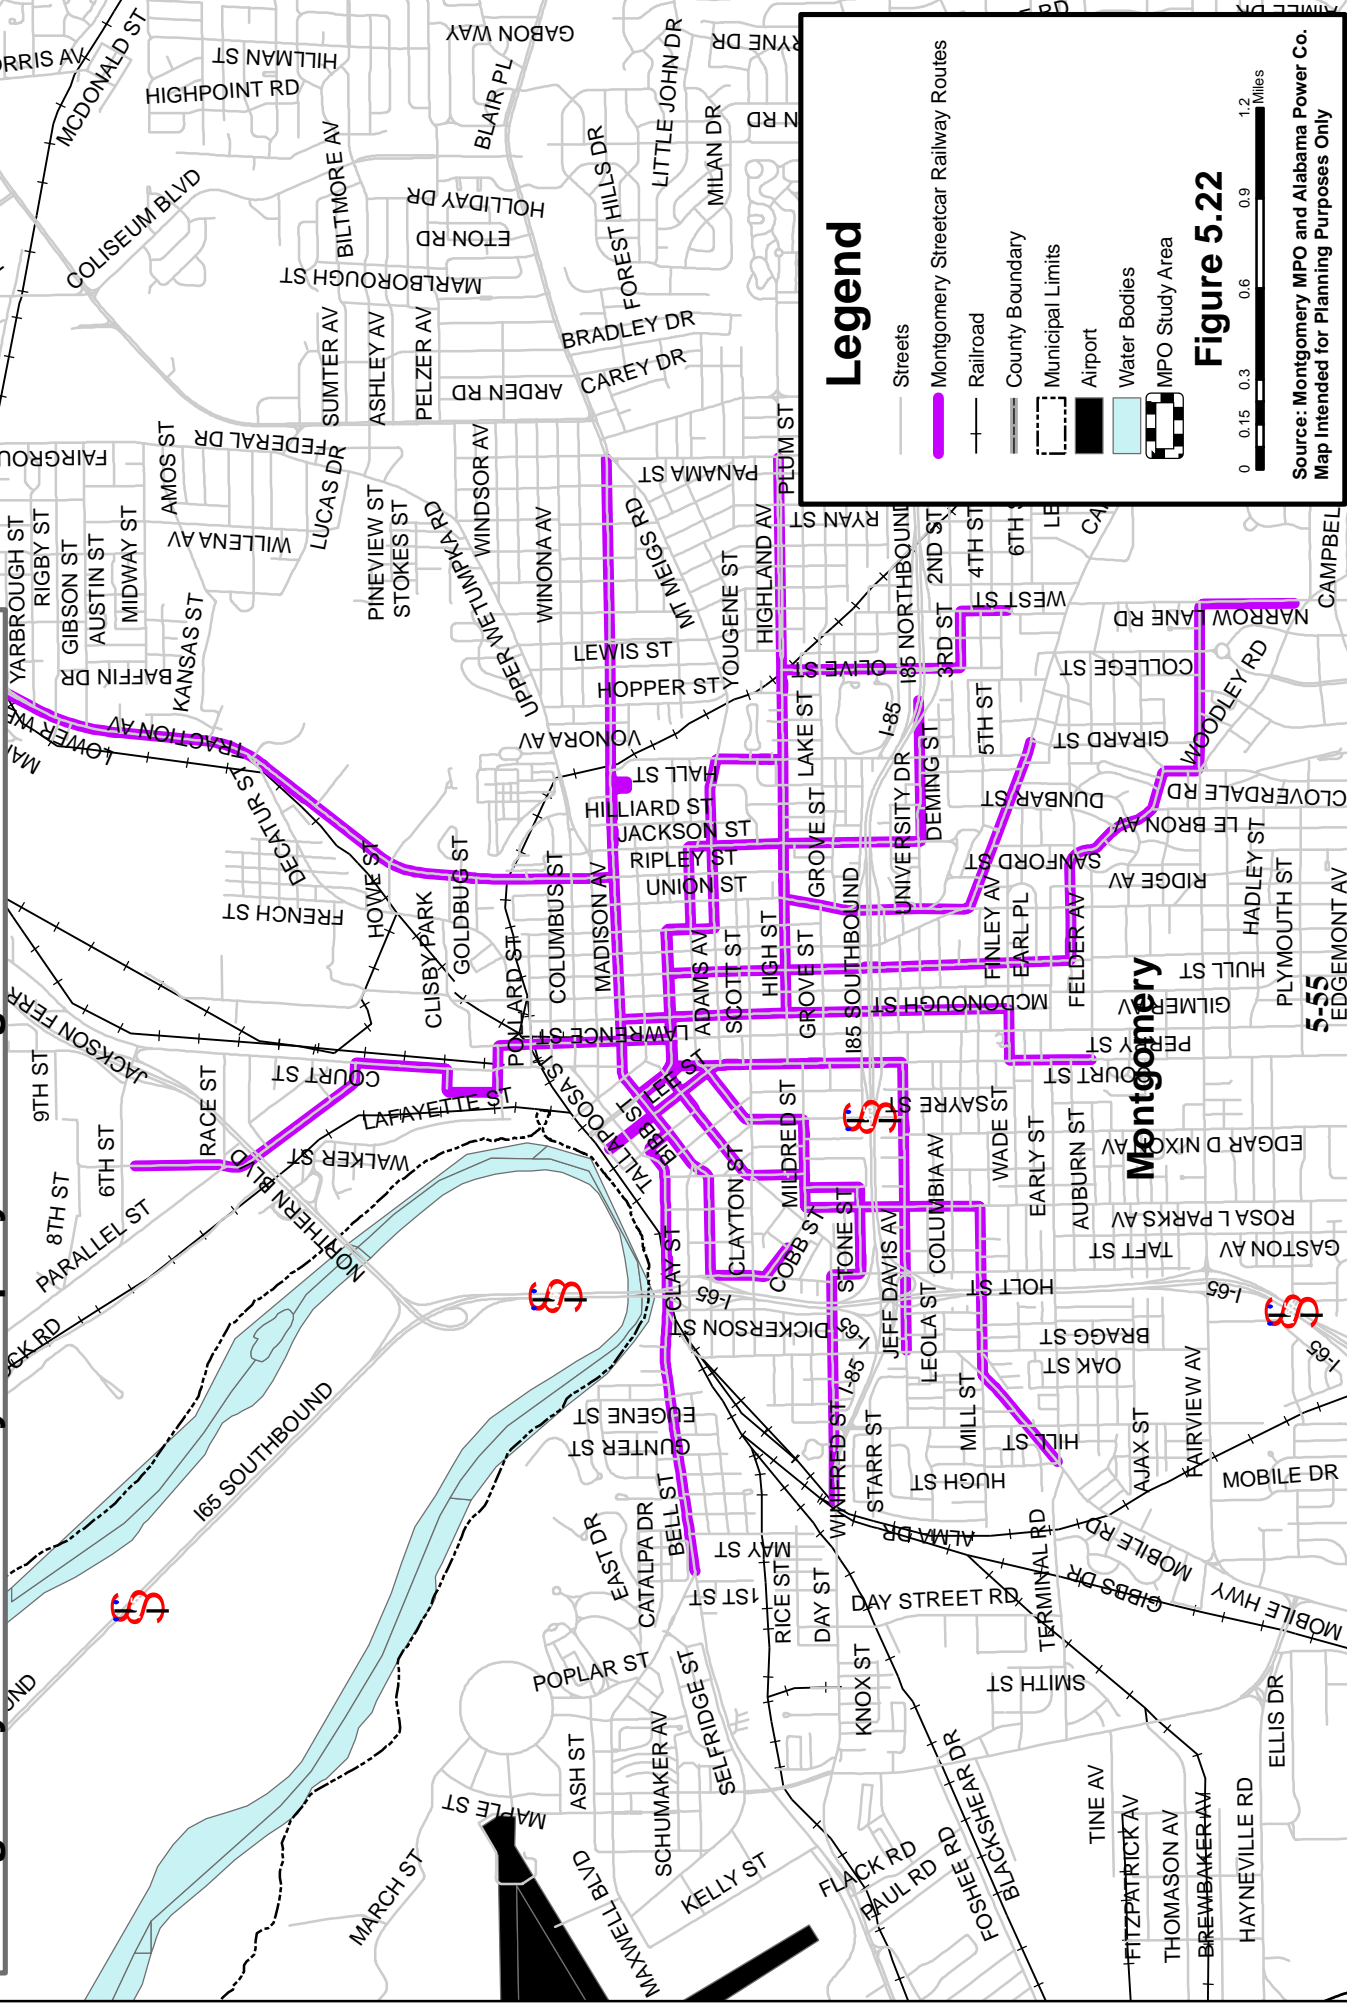 Legend
Streets
Montgomery Streetcar Railway Routes
Railroad
County Boundary
Municipal Limits
Airport
Water Bodies
MPO Study Area
Figure 5.22
0 0.15 0.3 0.6 0.9 1.2
Miles
Source: Montgomery MPO and Alabama Power Co.
Map Intended for Planning Purposes Only
Montgomery
5-55
MCDONALD ST
HILLMAN ST
HIGHPOINT RD
GABON WAY
BLAIR PL
COLISEUM BLVD
BILTMORE AV
HOLLIDAY DR
ETON RD
MARLBOROUGH ST
FOREST HILLS DR
LITTLE JOHN DR
MILAN DR
SUMTER AV
ASHLEY AV
PELZER AV
ARDEN RD
BRADLEY DR
CAREY DR
FEDERAL DR
AMOS ST
LUCAS DR
WILLENA AV
YARBROUGH ST
RIGBY ST
GIBSON ST
AUSTIN ST
MIDWAY ST
KANSAS ST
BAFFIN DR
PINEVIEW ST
STOKES ST
UPPER WETUMPKA RD
WINDSOR AV
WINONA AV
MT MEIGS RD
PANAMA ST
PLUM ST
RYAN ST
HIGHLAND AV
YOUGENE ST
LEWIS ST
HOPPER ST
VONORA AV
TRACTION AV
LOWER
DECATUR ST
HALL ST
HILLIARD ST
JACKSON ST
RIPLEY ST
UNION ST
LAKE ST
GROVE ST
OLIVE ST
I85 NORTHBOUND
2ND ST
3RD ST
4TH ST
5TH ST
WEST ST
NARROW LANE RD
COLLEGE ST
WOODLEY RD
GIRARD ST
I-85
UNIVERSITY DR
DEMING ST
DUNBAR ST
CLOVERDALE RD
LE BRON AV
SANFORD ST
RIDGE AV
HADLEY ST
PLYMOUTH ST
EDGEMONT AV
FRENCH ST
HOWE ST
CLISBY PARK
GOLDBUG ST
POLLARD ST
COLUMBUS ST
MADISON AV
ADAMS AV
SCOTT ST
HIGH ST
GROVE ST
I85 SOUTHBOUND
FINLEY AV
EARL PL
FELDER AV
HULL ST
GILMER AV
MCDONOUGH ST
PERRY ST
COURT ST
LAWRENCE ST
JACKSON FERR
9TH ST
RACE ST
COURT ST
LAFAYETTE ST
TALLAPOOSA ST
BIBB ST
LEE ST
MILDRED ST
SAYRE ST
WADE ST
EARLY ST
AUBURN ST
EDGAR D NIXON AV
6TH ST
8TH ST
PARALLEL ST
NORTHERN BLVD
WALKER ST
CLAYTON ST
COBB ST
STONE ST
JEFF DAVIS AV
COLUMBIA AV
ROSA L PARKS AV
TAFT ST
GASTON AV
HOLT ST
CLAY ST
I-65
DICKERSON ST
I-65
I-85
LEOLA ST
BRAGG ST
OAK ST
I-65
I-65
I65 SOUTHBOUND
EUGENE ST
GUNTER ST
BELL ST
WINIFRED ST
STARR ST
MILL ST
HILL ST
HUGH ST
AJAX ST
FAIRVIEW AV
MOBILE DR
EAST DR
CATALPA DR
MAY ST
1ST ST
RICE ST
DAY ST
ALMA DR
DAY STREET RD
TERMINAL RD
MOBILE RD
GIBBS DR
MOBILE HWY
POPLAR ST
SELFRIDGE ST
KNOX ST
SMITH ST
ELLIS DR
ASH ST
SCHUMAKER AV
MAPLE ST
MARCH ST
MAXWELL BLVD
KELLY ST
FLACK RD
PAUL RD
FOSHEE RD
BLACKSHEAR DR
TINE AV
FITZPATRICK AV
THOMASON AV
BREWBAKER AV
HAYNEVILLE RD